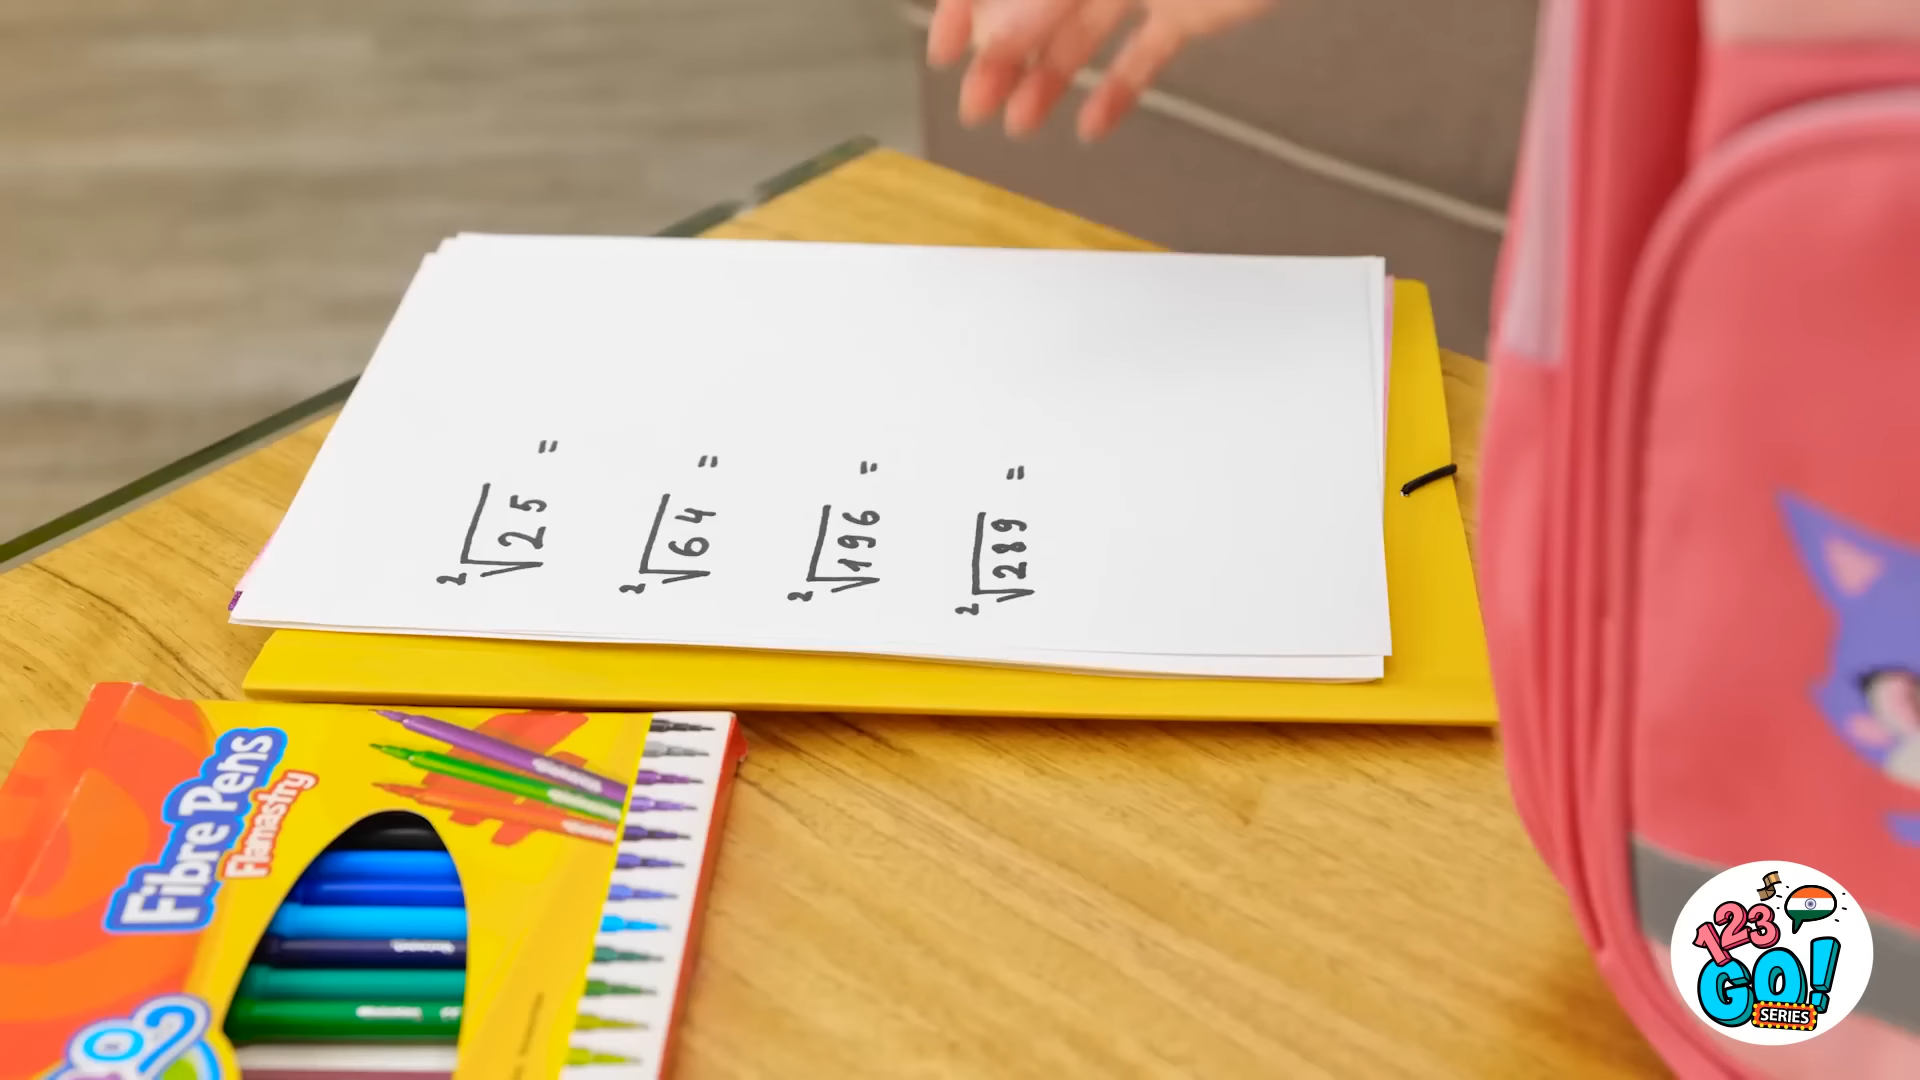 ²√25 =
²√64 =
²√196 =
²√289 =
Fibre Pens
Flamastry
123
GO!
SERIES